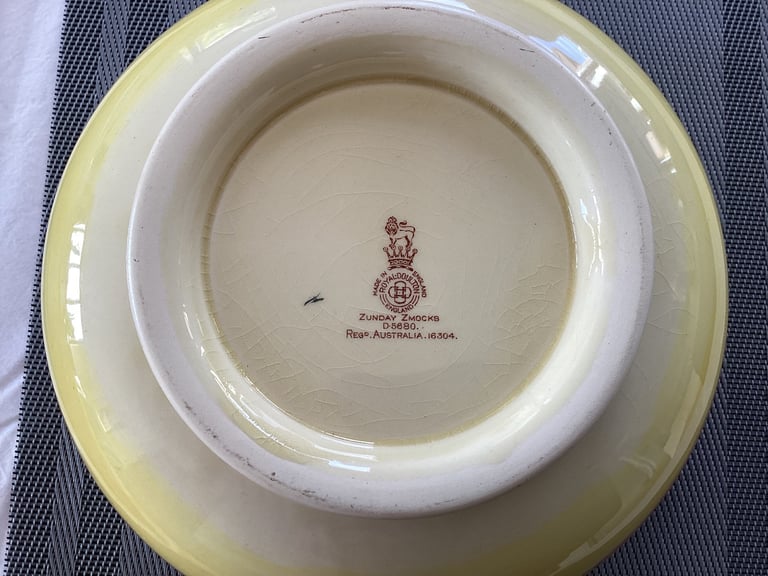 MADE IN ENGLAND
ROYAL·DOULTON
ENGLAND
ZUNDAY ZMOCKS
D·5680.
REGD. AUSTRALIA.16304.